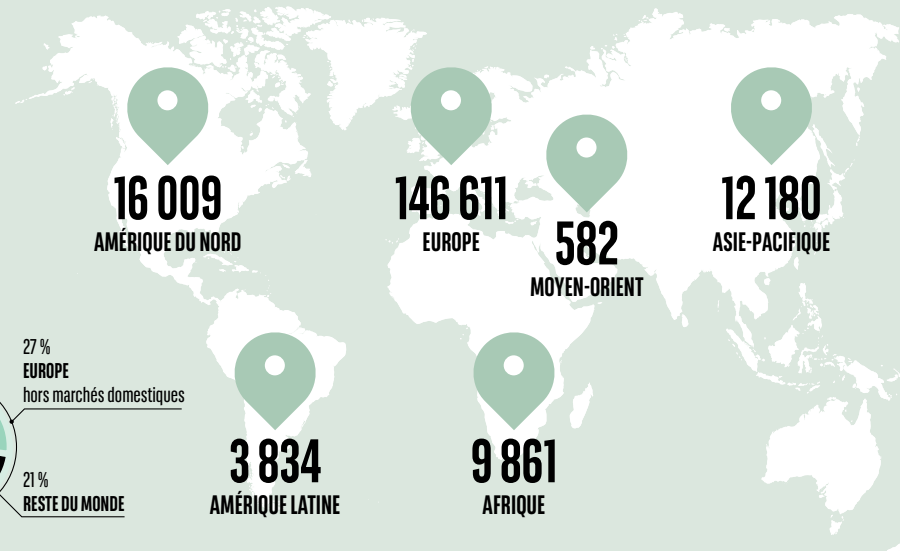 16 009
AMÉRIQUE DU NORD
146 611
EUROPE
582
MOYEN-ORIENT
12 180
ASIE-PACIFIQUE
27 %
EUROPE
hors marchés domestiques
21 %
RESTE DU MONDE
3 834
AMÉRIQUE LATINE
9 861
AFRIQUE